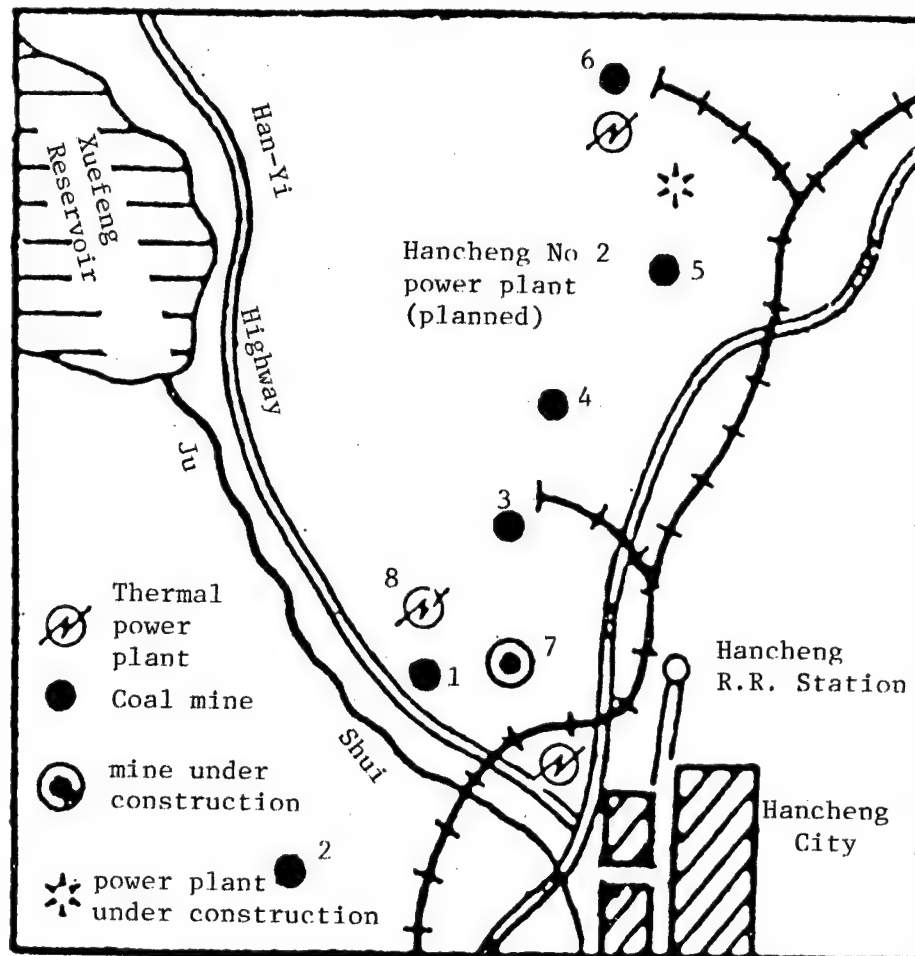 6
Han-Yi
Xuefeng
Reservoir
Hancheng No 2
power plant
(planned)
5
Highway
4
Ju
3
8
Thermal
power
plant
7
1
Hancheng
R.R. Station
Coal mine
Shui
mine under
construction
Hancheng
City
2
power plant
under construction